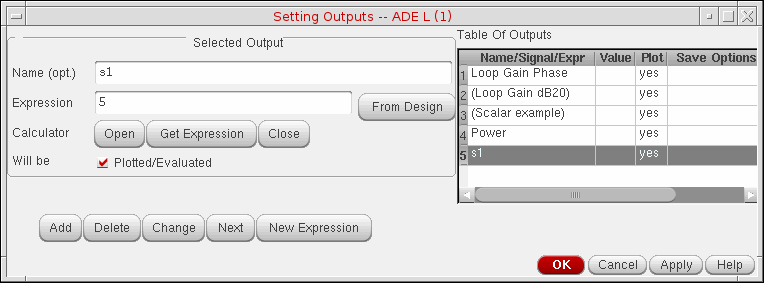 Setting Outputs -- ADE L (1)
Selected Output
Name (opt.) s1
Expression 5 From Design
Calculator Open Get Expression Close
Will be Plotted/Evaluated
Add Delete Change Next New Expression
Table Of Outputs
Name/Signal/Expr Value Plot Save Options
1 Loop Gain Phase yes
2 (Loop Gain dB20) yes
3 (Scalar example) yes
4 Power yes
5 s1 yes
OK Cancel Apply Help